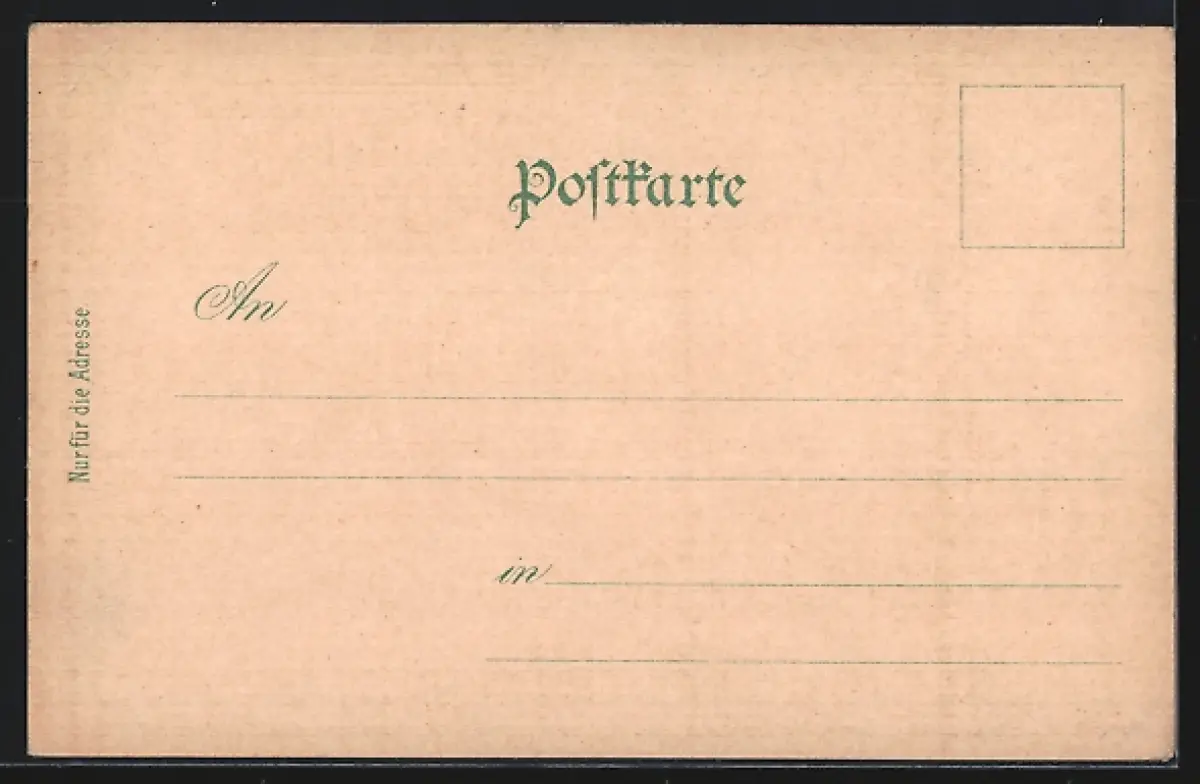 Poſtkarte
An
Nur für die Adresse
in